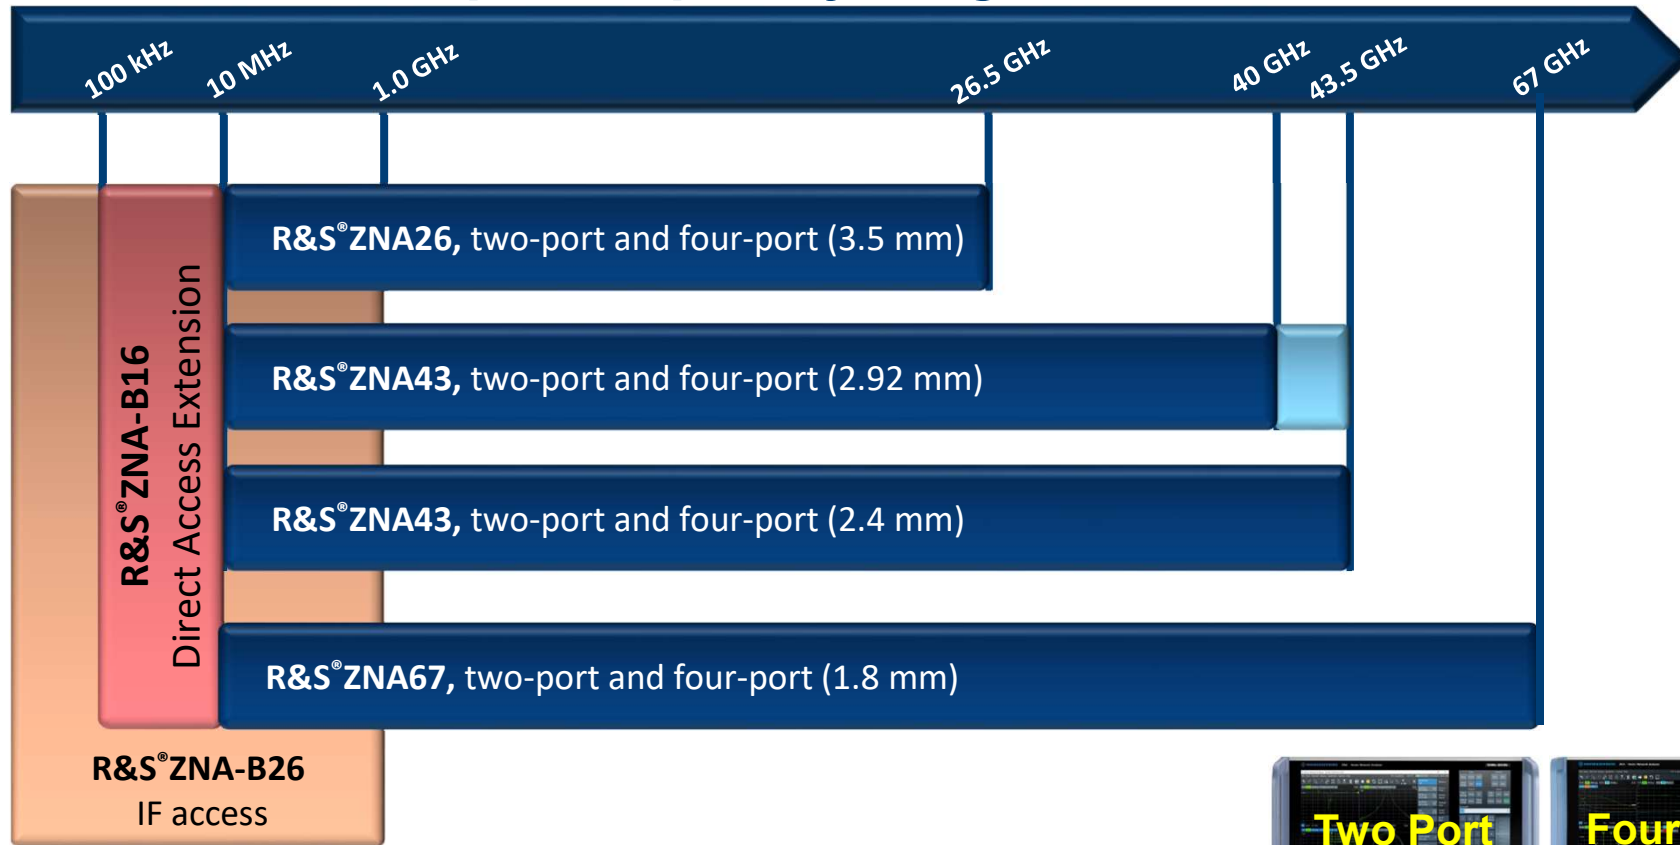 100 kHz
10 MHz
1.0 GHz
26.5 GHz
40 GHz
43.5 GHz
67 GHz
R&S®ZNA26, two-port and four-port (3.5 mm)
R&S®ZNA43, two-port and four-port (2.92 mm)
R&S®ZNA43, two-port and four-port (2.4 mm)
R&S®ZNA67, two-port and four-port (1.8 mm)
R&S®ZNA-B16
Direct Access Extension
R&S®ZNA-B26
IF access
Two Port
Four